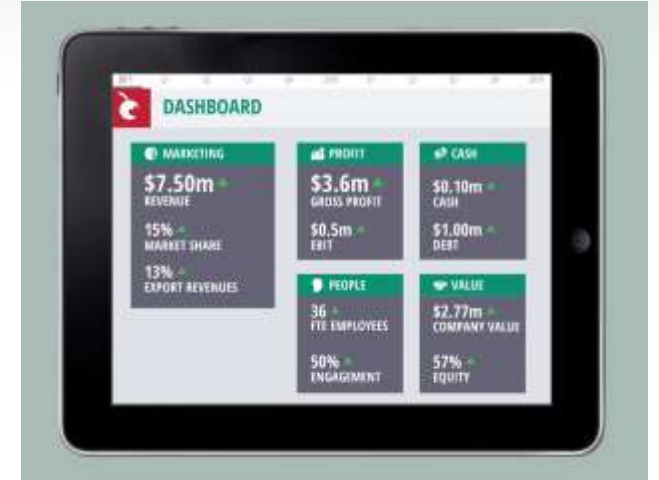 DASHBOARD
MARKETING
$7.50m
REVENUE
15%
MARKET SHARE
13%
EXPORT REVENUES
PROFIT
$3.6m
GROSS PROFIT
$0.5m
EBIT
CASH
$0.10m
CASH
$1.00m
DEBT
PEOPLE
36
FTE EMPLOYEES
50%
ENGAGEMENT
VALUE
$2.77m
COMPANY VALUE
57%
EQUITY